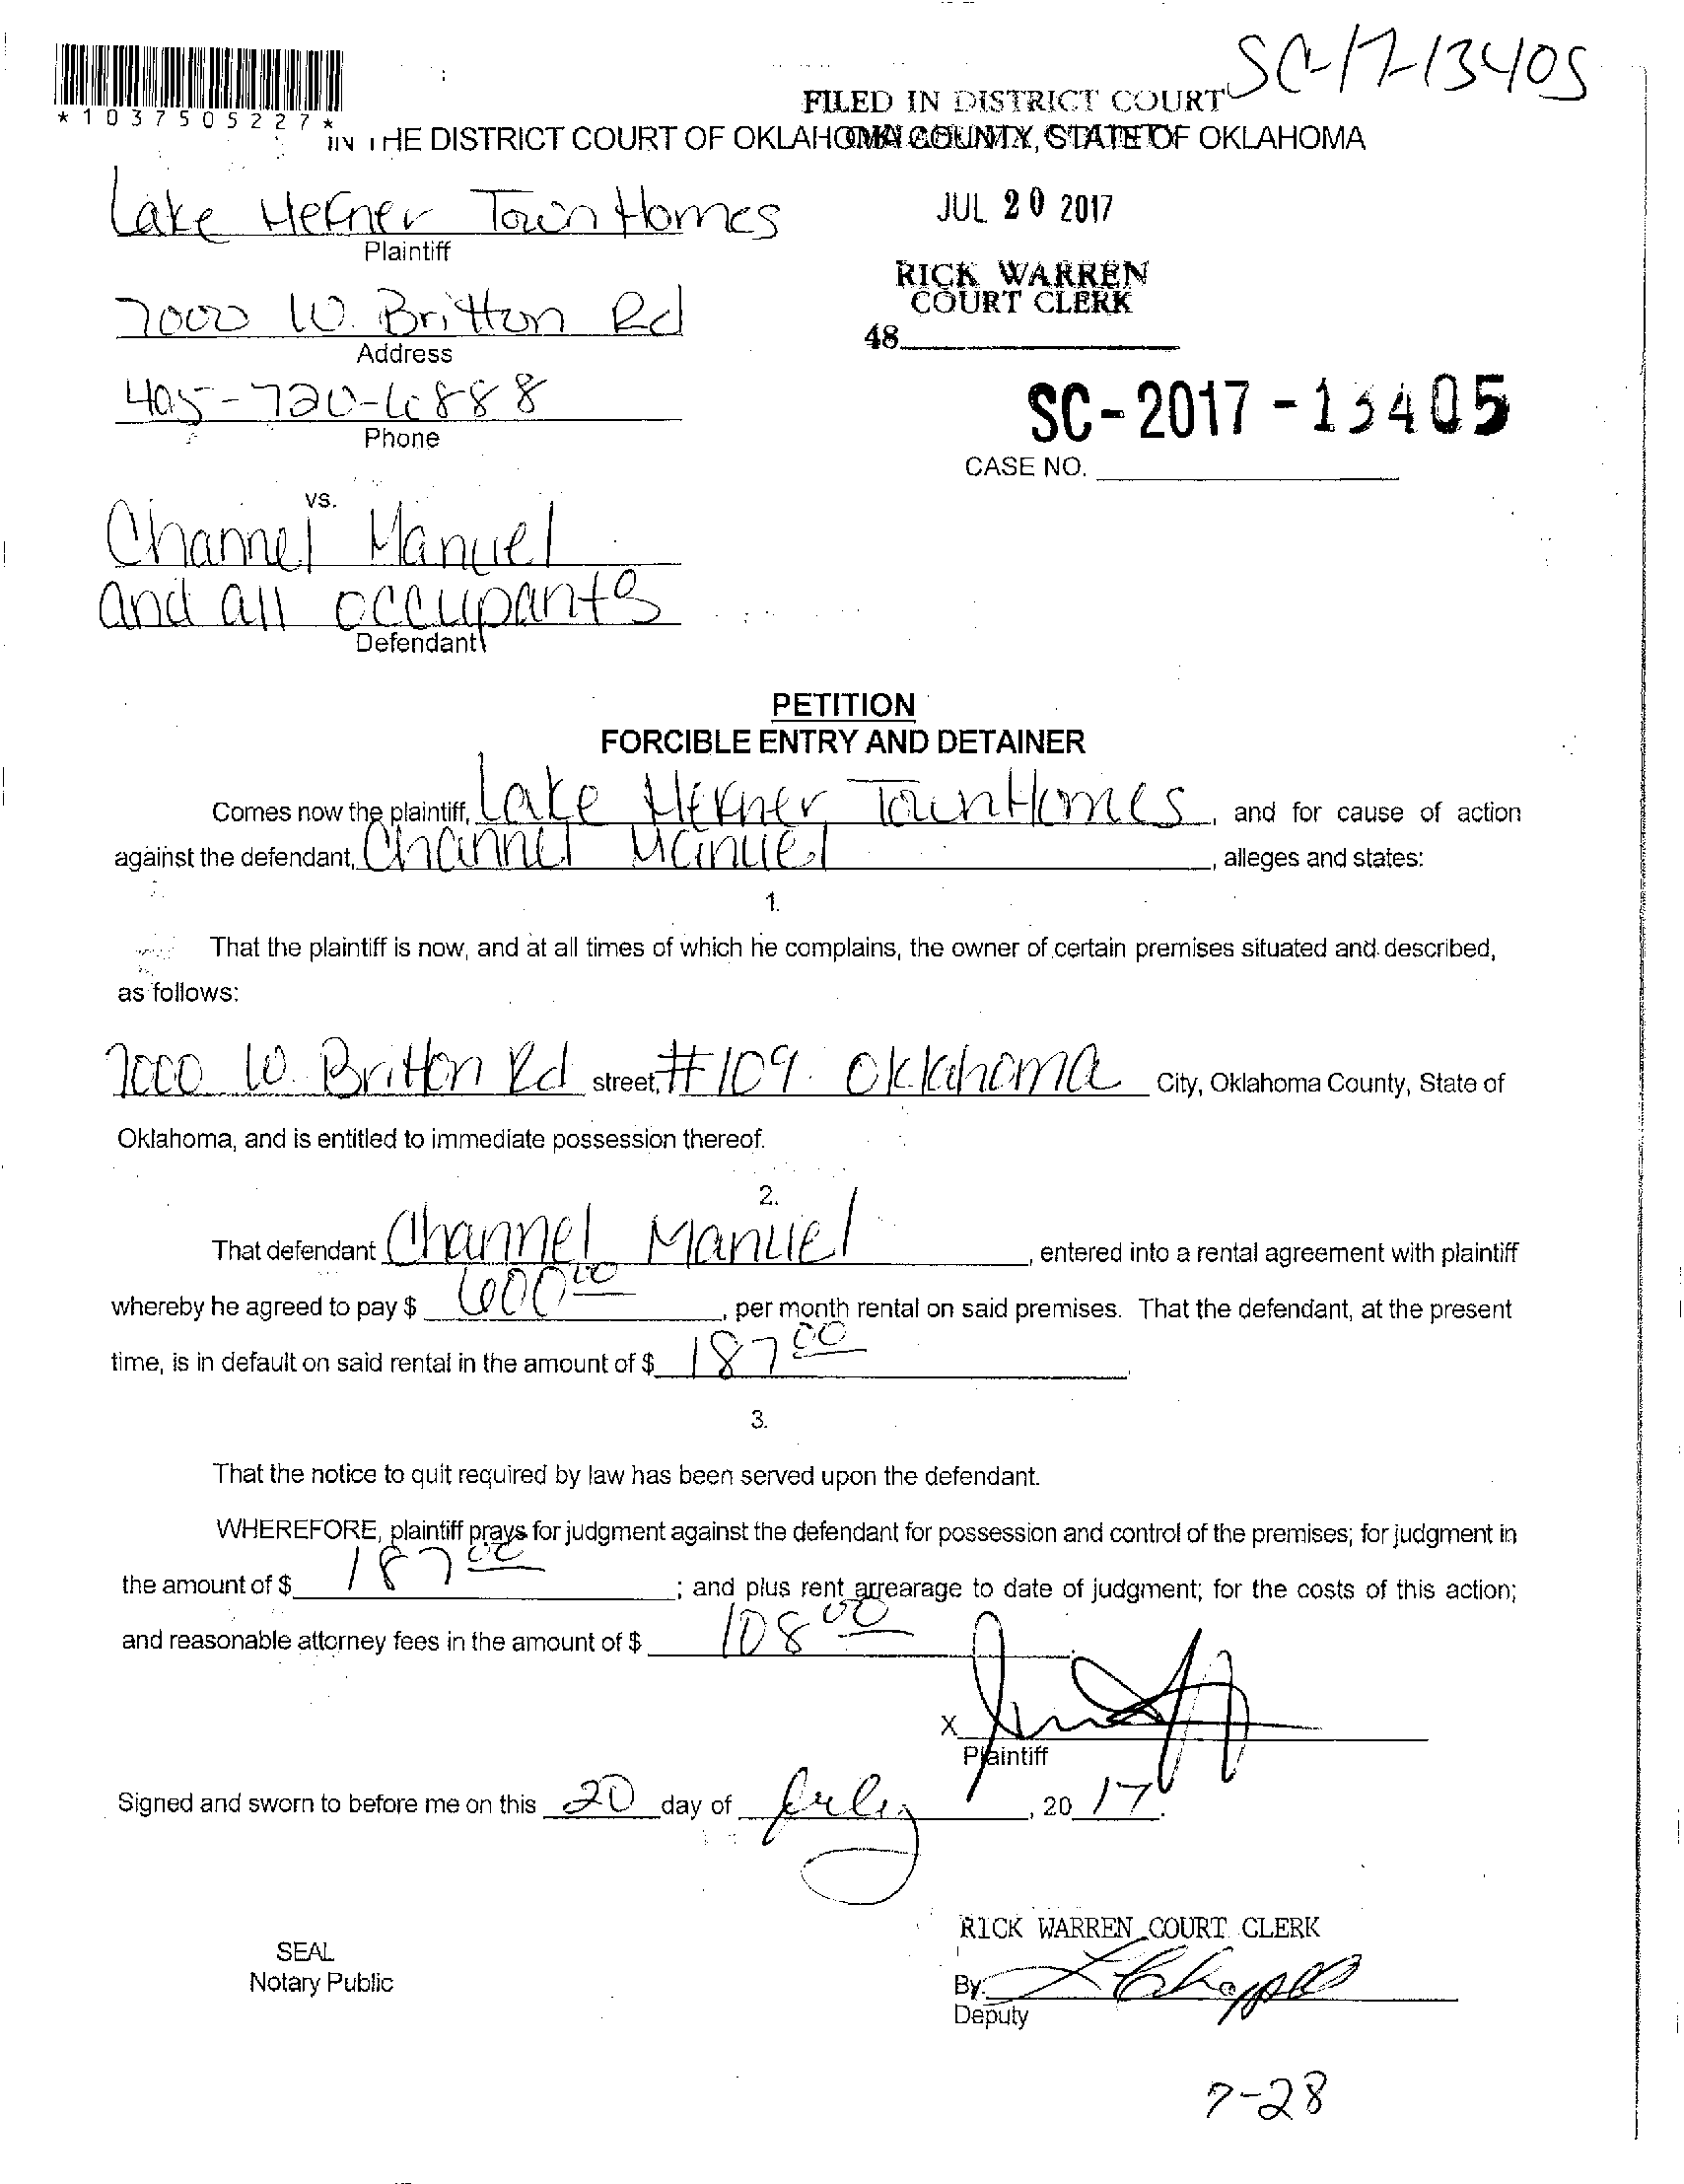 SC-17-13405
*1037505227*
FILED IN DISTRICT COURT
IN THE DISTRICT COURT OF OKLAHOMA COUNTY, STATE OF OKLAHOMA
Lake Hefner Town Homes
Plaintiff
JUL 20 2017
RICK WARREN
COURT CLERK
48
7000 W. Britton Rd
Address
405-720-6888
Phone
SC-2017-13405
CASE NO.
vs.
Channel Manuel
and all occupants
Defendant
PETITION
FORCIBLE ENTRY AND DETAINER
Comes now the plaintiff, Lake Hefner TownHomes, and for cause of action
against the defendant, Channel Manuel, alleges and states:
1.
That the plaintiff is now, and at all times of which he complains, the owner of certain premises situated and described,
as follows:
7000 W. Britton Rd street, #109. Oklahoma City, Oklahoma County, State of
Oklahoma, and is entitled to immediate possession thereof.
2.
That defendant Channel Manuel, entered into a rental agreement with plaintiff
whereby he agreed to pay $ 600 00, per month rental on said premises. That the defendant, at the present
time, is in default on said rental in the amount of $ 187 00.
3.
That the notice to quit required by law has been served upon the defendant.
WHEREFORE, plaintiff prays for judgment against the defendant for possession and control of the premises; for judgment in
the amount of $ 187 00; and plus rent arrearage to date of judgment; for the costs of this action;
and reasonable attorney fees in the amount of $ 108 00
X
Plaintiff
Signed and sworn to before me on this 20 day of July, 2017.
RICK WARREN COURT CLERK
SEAL
Notary Public
By:
Deputy
7-28